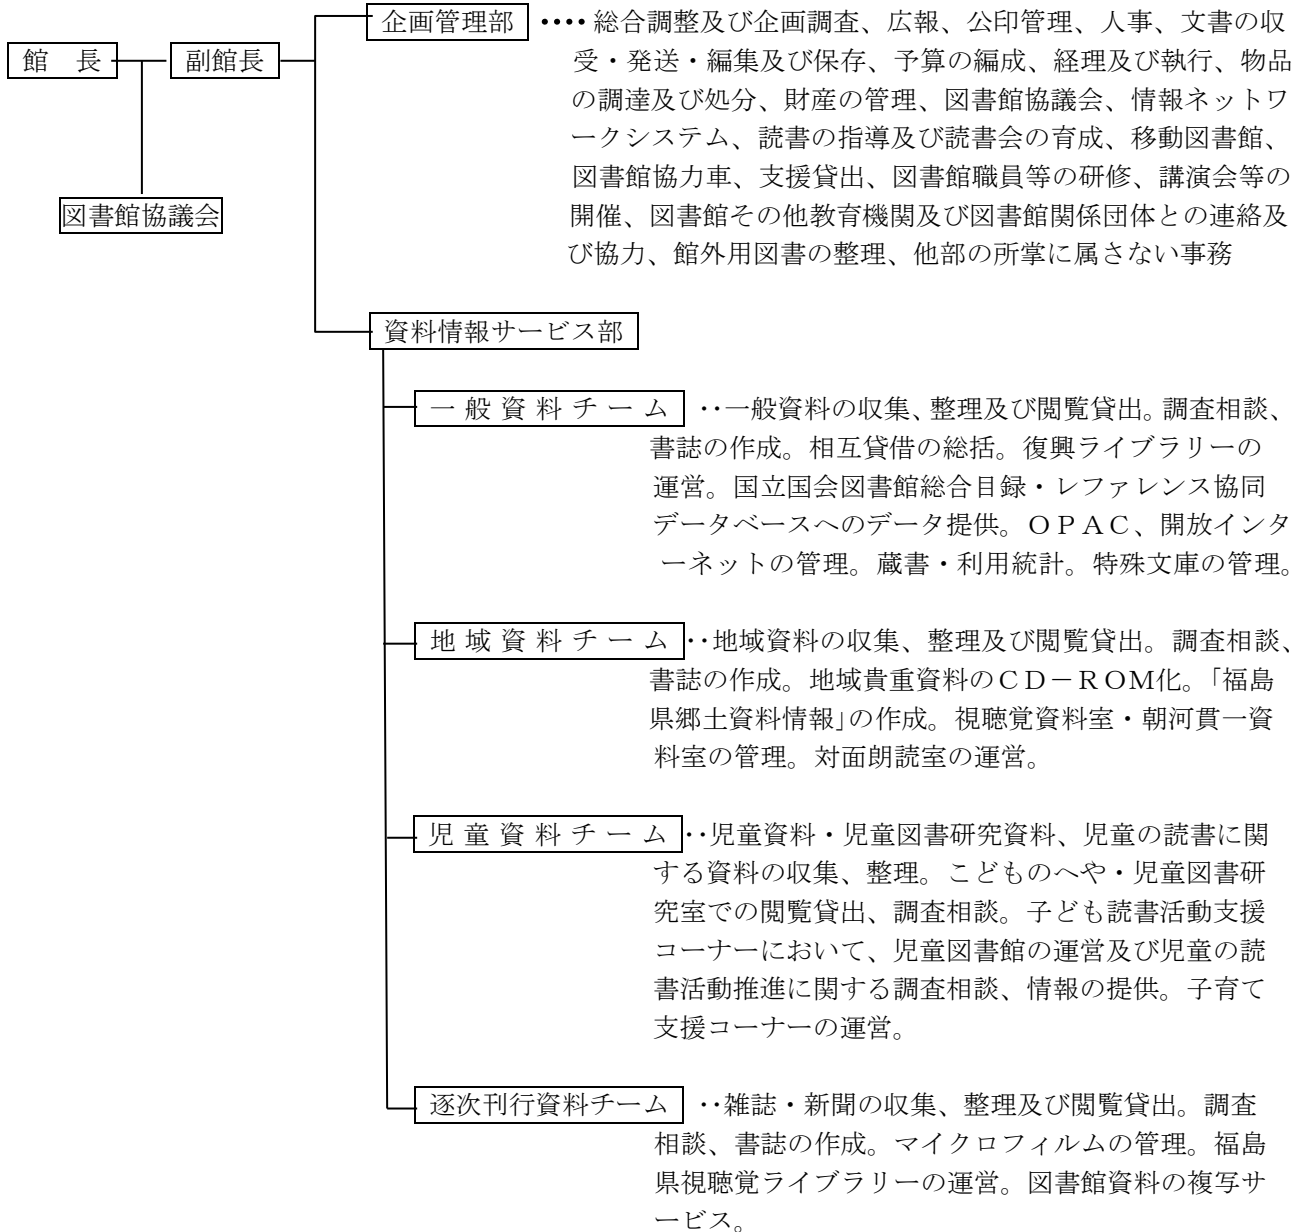 館　長
副館長
図書館協議会
企画管理部 ････ 総合調整及び企画調査、広報、公印管理、人事、文書の収
受・発送・編集及び保存、予算の編成、経理及び執行、物品
の調達及び処分、財産の管理、図書館協議会、情報ネットワ
ークシステム、読書の指導及び読書会の育成、移動図書館、
図書館協力車、支援貸出、図書館職員等の研修、講演会等の
開催、図書館その他教育機関及び図書館関係団体との連絡及
び協力、館外用図書の整理、他部の所掌に属さない事務
資料情報サービス部
一 般 資 料 チ ー ム ‥一般資料の収集、整理及び閲覧貸出。調査相談、
書誌の作成。相互貸借の総括。復興ライブラリーの
運営。国立国会図書館総合目録・レファレンス協同
データベースへのデータ提供。ＯＰＡＣ、開放インタ
ーネットの管理。蔵書・利用統計。特殊文庫の管理。
地 域 資 料 チ ー ム ‥地域資料の収集、整理及び閲覧貸出。調査相談、
書誌の作成。地域貴重資料のＣＤ－ＲＯＭ化。「福島
県郷土資料情報」の作成。視聴覚資料室・朝河貫一資
料室の管理。対面朗読室の運営。
児 童 資 料 チ ー ム ‥児童資料・児童図書研究資料、児童の読書に関
する資料の収集、整理。こどものへや・児童図書研
究室での閲覧貸出、調査相談。子ども読書活動支援
コーナーにおいて、児童図書館の運営及び児童の読
書活動推進に関する調査相談、情報の提供。子育て
支援コーナーの運営。
逐次刊行資料チーム ‥雑誌・新聞の収集、整理及び閲覧貸出。調査
相談、書誌の作成。マイクロフィルムの管理。福島
県視聴覚ライブラリーの運営。図書館資料の複写サ
ービス。